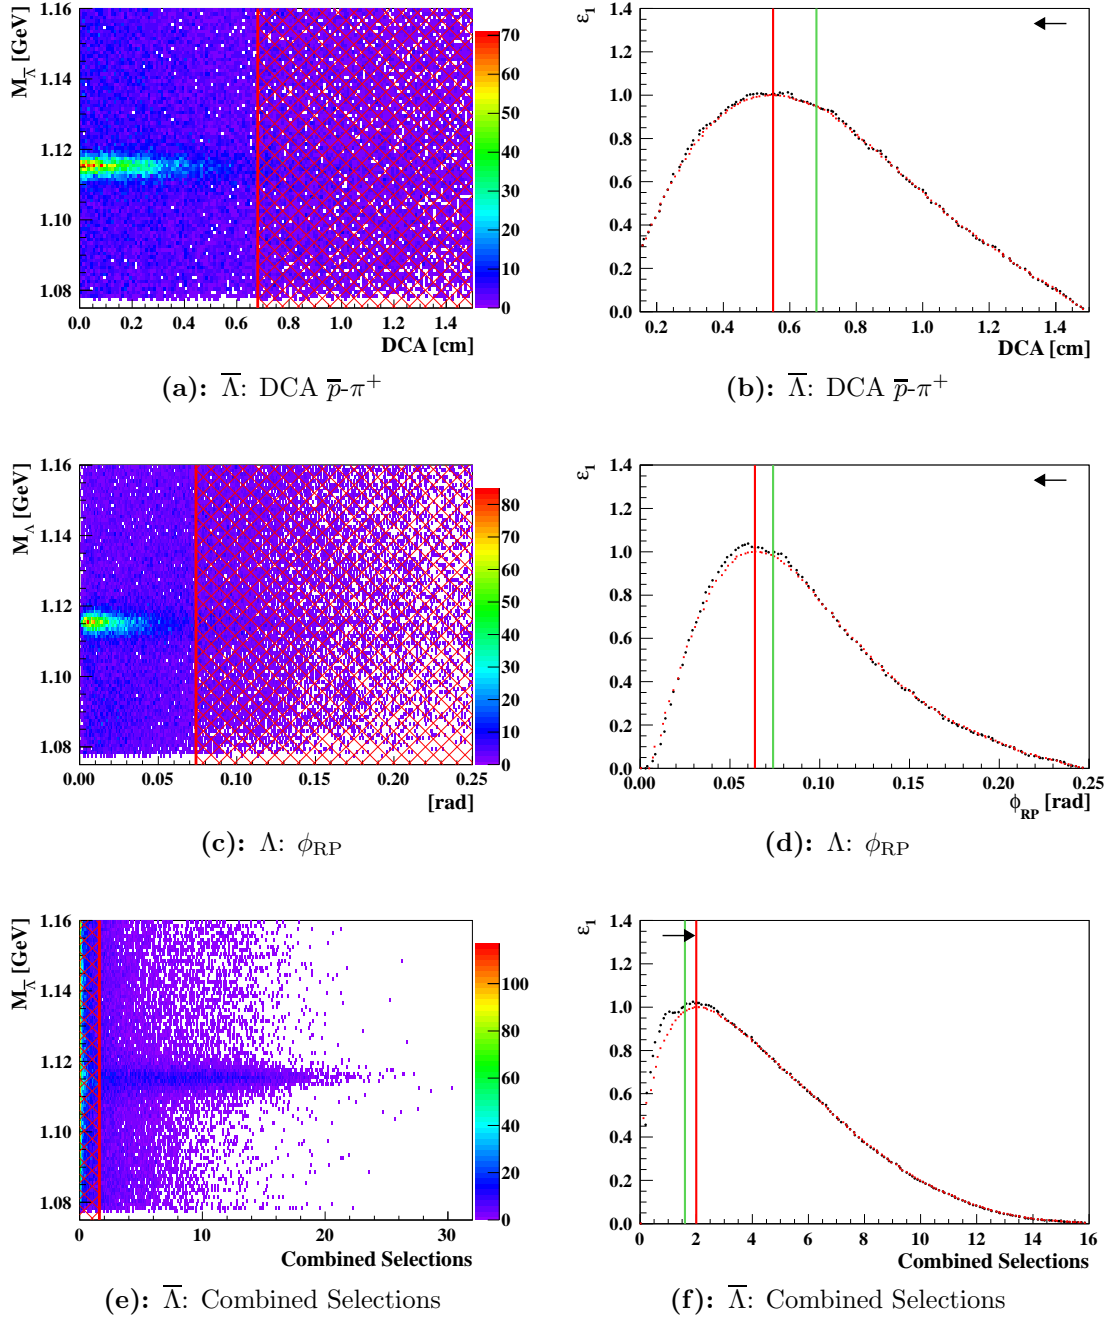 M_Λ̅ [GeV]
1.16
1.14
1.12
1.10
1.08
0.0 0.2 0.4 0.6 0.8 1.0 1.2 1.4
DCA [cm]
70
60
50
40
30
20
10
0
(a): Λ̅: DCA p̅-π⁺
ε₁
1.4
1.2
1.0
0.8
0.6
0.4
0.2
0.0
0.2 0.4 0.6 0.8 1.0 1.2 1.4
DCA [cm]
(b): Λ̅: DCA p̅-π⁺
M_Λ [GeV]
1.16
1.14
1.12
1.10
1.08
0.00 0.05 0.10 0.15 0.20 0.25
[rad]
80
70
60
50
40
30
20
10
0
(c): Λ: ϕ_RP
ε₁
1.4
1.2
1.0
0.8
0.6
0.4
0.2
0.0
0.00 0.05 0.10 0.15 0.20 0.25
ϕ_RP [rad]
(d): Λ: ϕ_RP
M_Λ̅ [GeV]
1.16
1.14
1.12
1.10
1.08
0 10 20 30
Combined Selections
100
80
60
40
20
0
(e): Λ̅: Combined Selections
ε₁
1.4
1.2
1.0
0.8
0.6
0.4
0.2
0.0
0 2 4 6 8 10 12 14 16
Combined Selections
(f): Λ̅: Combined Selections